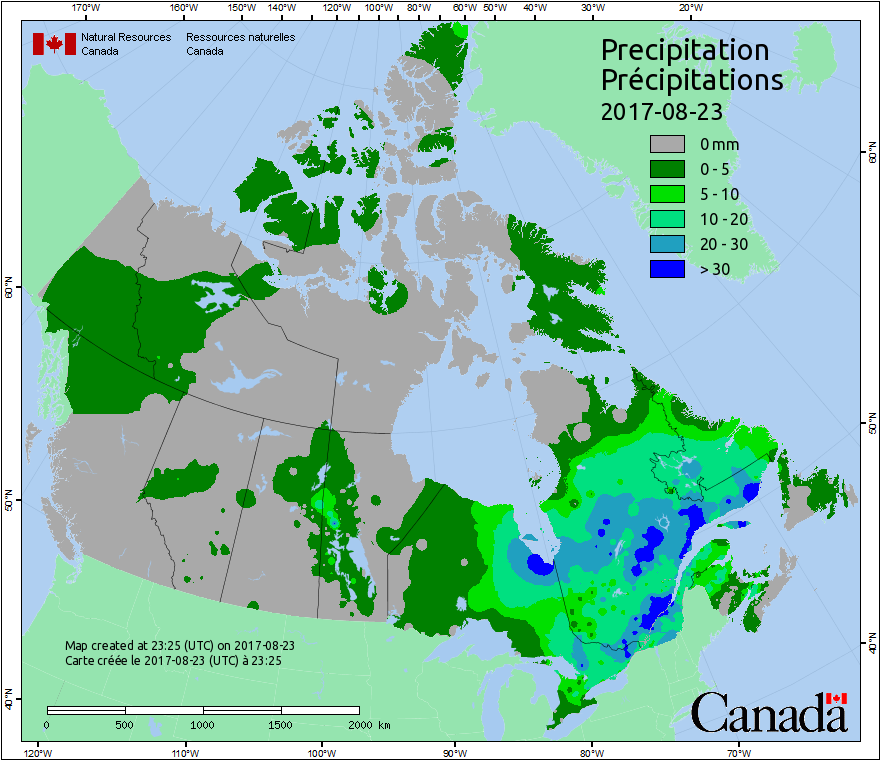 170°W 160°W 150°W 140°W 120°W 100°W 80°W 60°W 50°W 40°W 30°W 20°W
Natural Resources Ressources naturelles
Canada Canada
Precipitation
Précipitations
2017-08-23
0 mm
0 - 5
5 - 10
10 - 20
20 - 30
> 30
60°N
60°N
50°N
50°N
40°N
40°N
Map created at 23:25 (UTC) on 2017-08-23
Carte créée le 2017-08-23 (UTC) à 23:25
0 500 1000 1500 2000 km
Canada
120°W 110°W 100°W 90°W 80°W 70°W